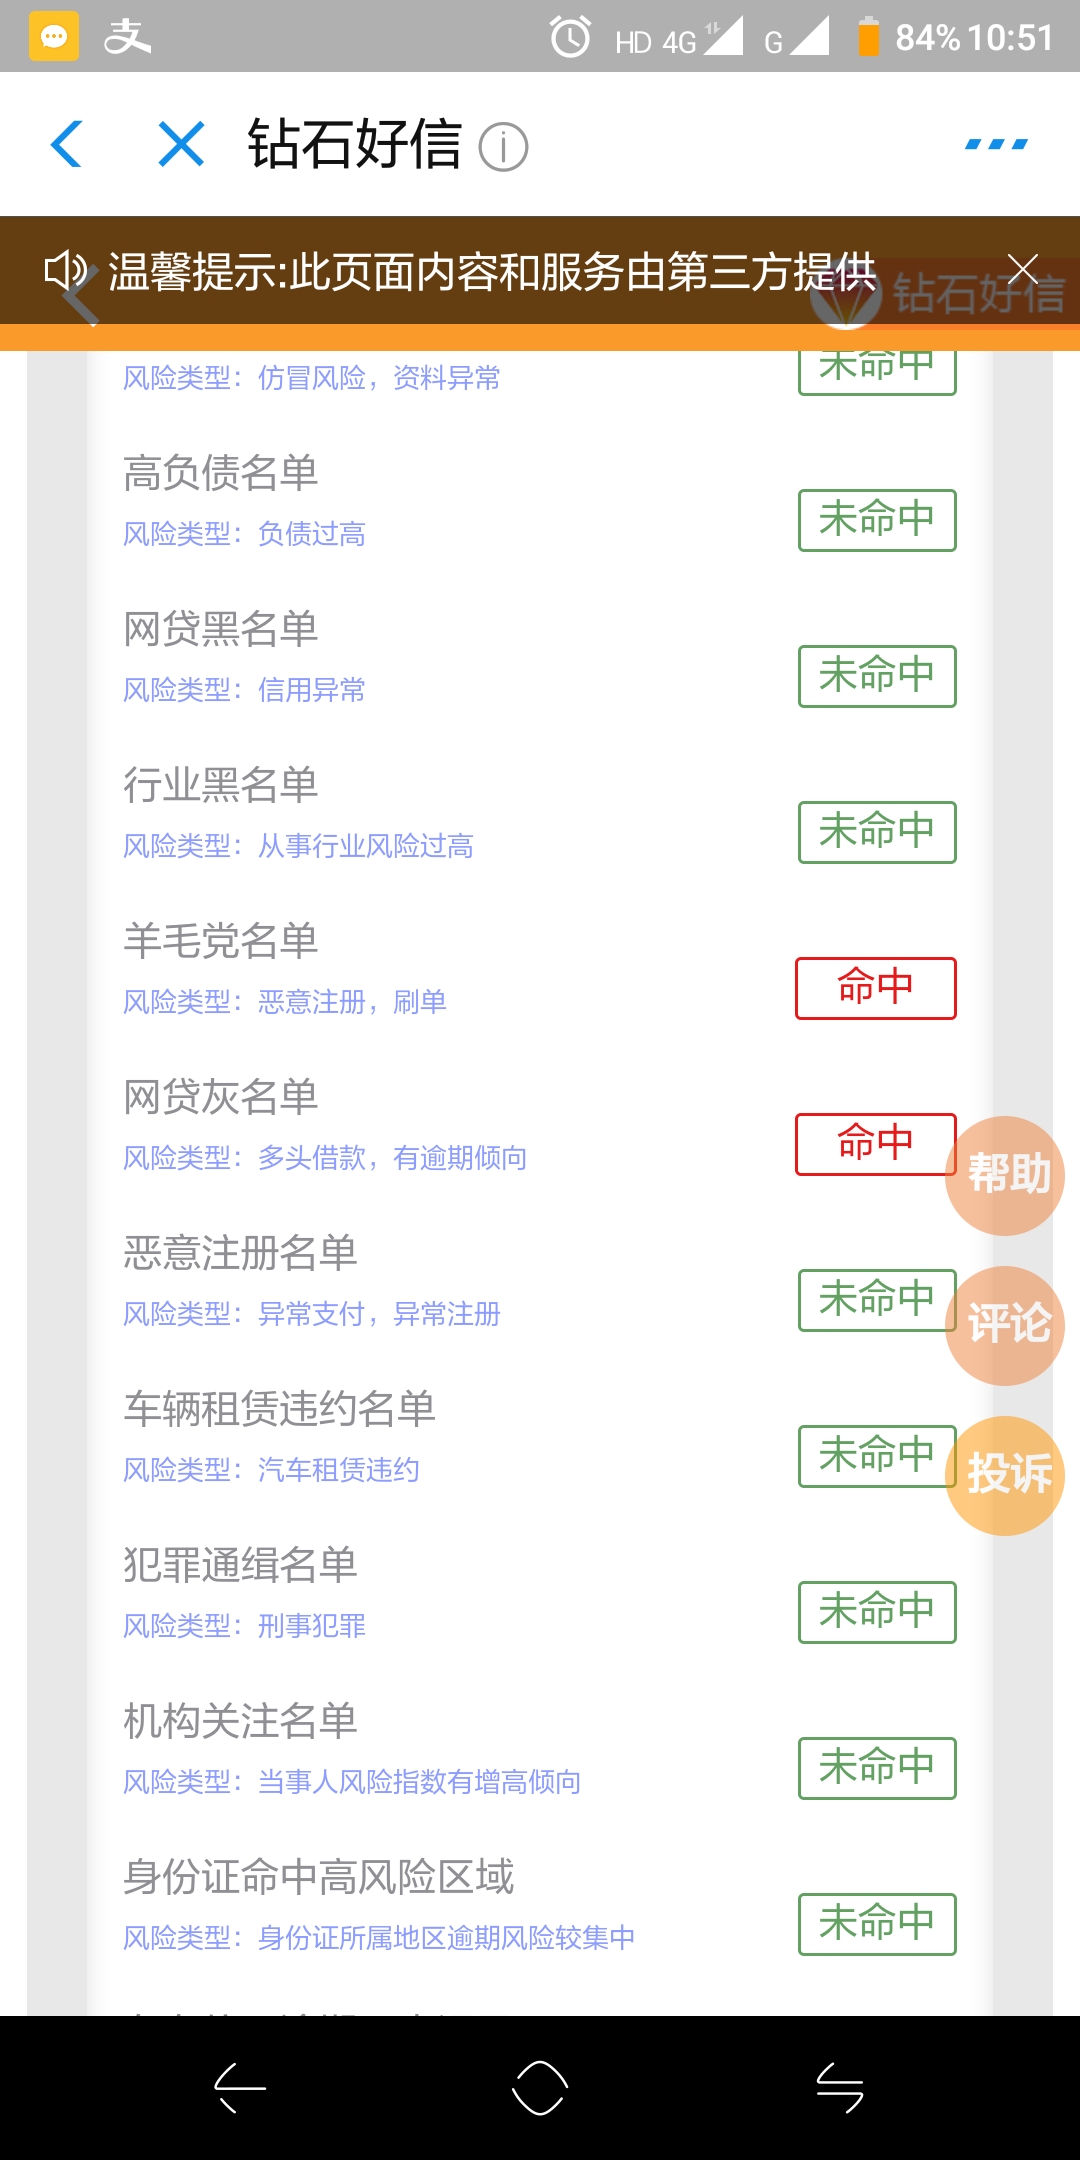 支
HD 4G G 84% 10:51
钻石好信
温馨提示:此页面内容和服务由第三方提供
钻石好信
未命中
风险类型：仿冒风险，资料异常
高负债名单
风险类型：负债过高
未命中
网贷黑名单
风险类型：信用异常
未命中
行业黑名单
风险类型：从事行业风险过高
未命中
羊毛党名单
风险类型：恶意注册，刷单
命中
网贷灰名单
风险类型：多头借款，有逾期倾向
命中
帮助
恶意注册名单
风险类型：异常支付，异常注册
未命中
评论
车辆租赁违约名单
风险类型：汽车租赁违约
未命中
投诉
犯罪通缉名单
风险类型：刑事犯罪
未命中
机构关注名单
风险类型：当事人风险指数有增高倾向
未命中
身份证命中高风险区域
风险类型：身份证所属地区逾期风险较集中
未命中